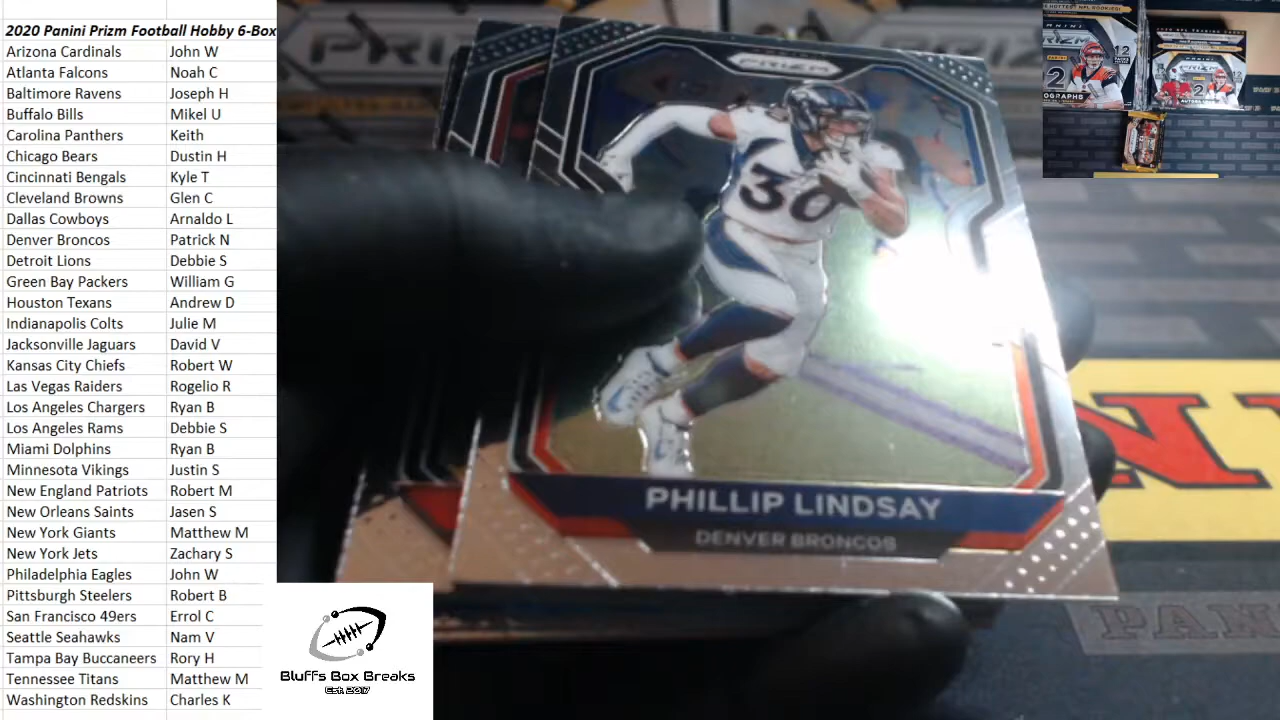 2020 Panini Prizm Football Hobby 6-Box
Arizona Cardinals John W
Atlanta Falcons Noah C
Baltimore Ravens Joseph H
Buffalo Bills Mikel U
Carolina Panthers Keith
Chicago Bears Dustin H
Cincinnati Bengals Kyle T
Cleveland Browns Glen C
Dallas Cowboys Arnaldo L
Denver Broncos Patrick N
Detroit Lions Debbie S
Green Bay Packers William G
Houston Texans Andrew D
Indianapolis Colts Julie M
Jacksonville Jaguars David V
Kansas City Chiefs Robert W
Las Vegas Raiders Rogelio R
Los Angeles Chargers Ryan B
Los Angeles Rams Debbie S
Miami Dolphins Ryan B
Minnesota Vikings Justin S
New England Patriots Robert M
New Orleans Saints Jasen S
New York Giants Matthew M
New York Jets Zachary S
Philadelphia Eagles John W
Pittsburgh Steelers Robert B
San Francisco 49ers Errol C
Seattle Seahawks Nam V
Tampa Bay Buccaneers Rory H
Tennessee Titans Matthew M
Washington Redskins Charles K
PRIZM
30
PHILLIP LINDSAY
DENVER BRONCOS
Bluffs Box Breaks
Est. 2017
12
2
N
PANI